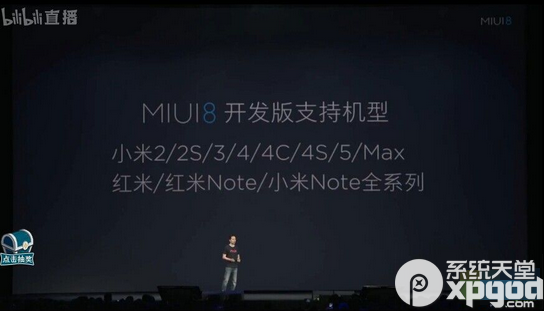 bilibili直播
MIUI8
MIUI8 开发版支持机型
小米2/2S/3/4/4C/4S/5/Max
红米/红米Note/小米Note全系列
点击抽奖
系统天堂
xpgod
.com